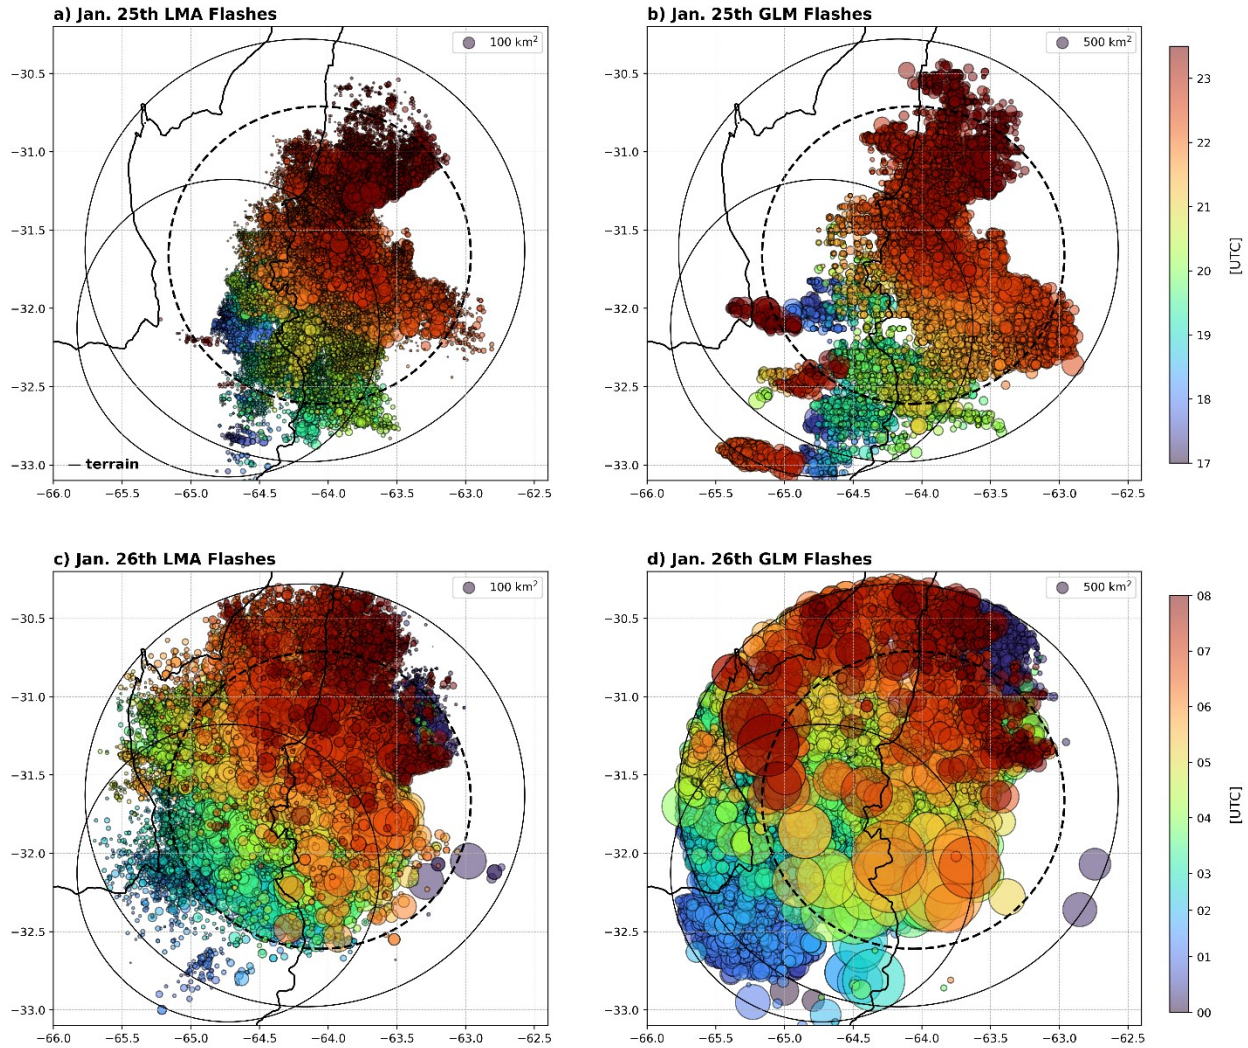 a) Jan. 25th LMA Flashes
100 km²
−30.5
−31.0
−31.5
−32.0
−32.5
−33.0
— terrain
−66.0 −65.5 −65.0 −64.5 −64.0 −63.5 −63.0 −62.5
b) Jan. 25th GLM Flashes
500 km²
−30.5
−31.0
−31.5
−32.0
−32.5
−33.0
−66.0 −65.5 −65.0 −64.5 −64.0 −63.5 −63.0 −62.5
23
22
21
20
19
18
17
[UTC]
c) Jan. 26th LMA Flashes
100 km²
−30.5
−31.0
−31.5
−32.0
−32.5
−33.0
−66.0 −65.5 −65.0 −64.5 −64.0 −63.5 −63.0 −62.5
d) Jan. 26th GLM Flashes
500 km²
−30.5
−31.0
−31.5
−32.0
−32.5
−33.0
−66.0 −65.5 −65.0 −64.5 −64.0 −63.5 −63.0 −62.5
08
07
06
05
04
03
02
01
00
[UTC]